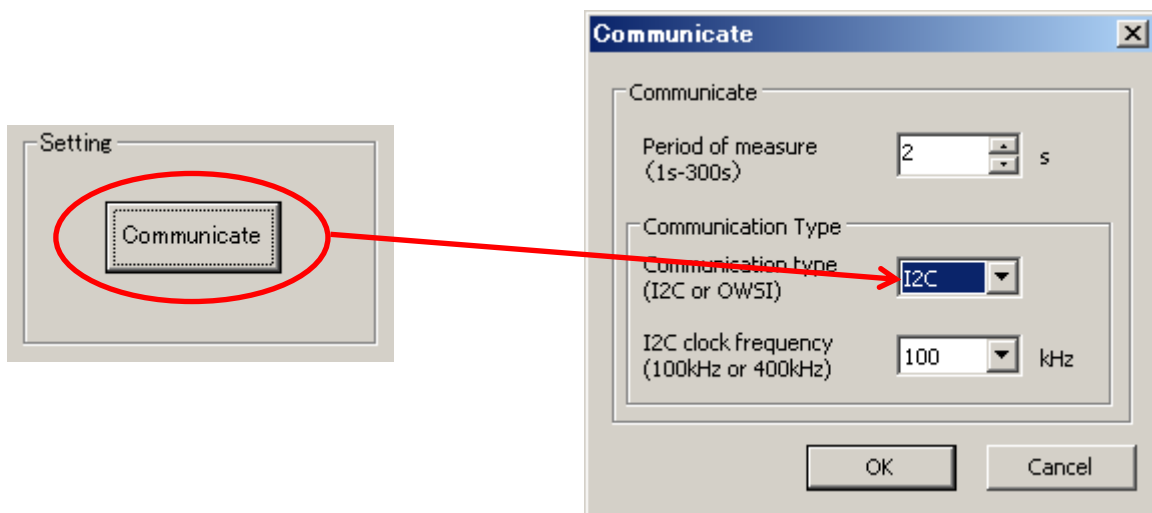 Setting
Communicate
Communicate
Communicate
Period of measure
(1s-300s)
2
s
Communication Type
Communication type
(I2C or OWSI)
I2C
I2C clock frequency
(100kHz or 400kHz)
100
kHz
OK
Cancel